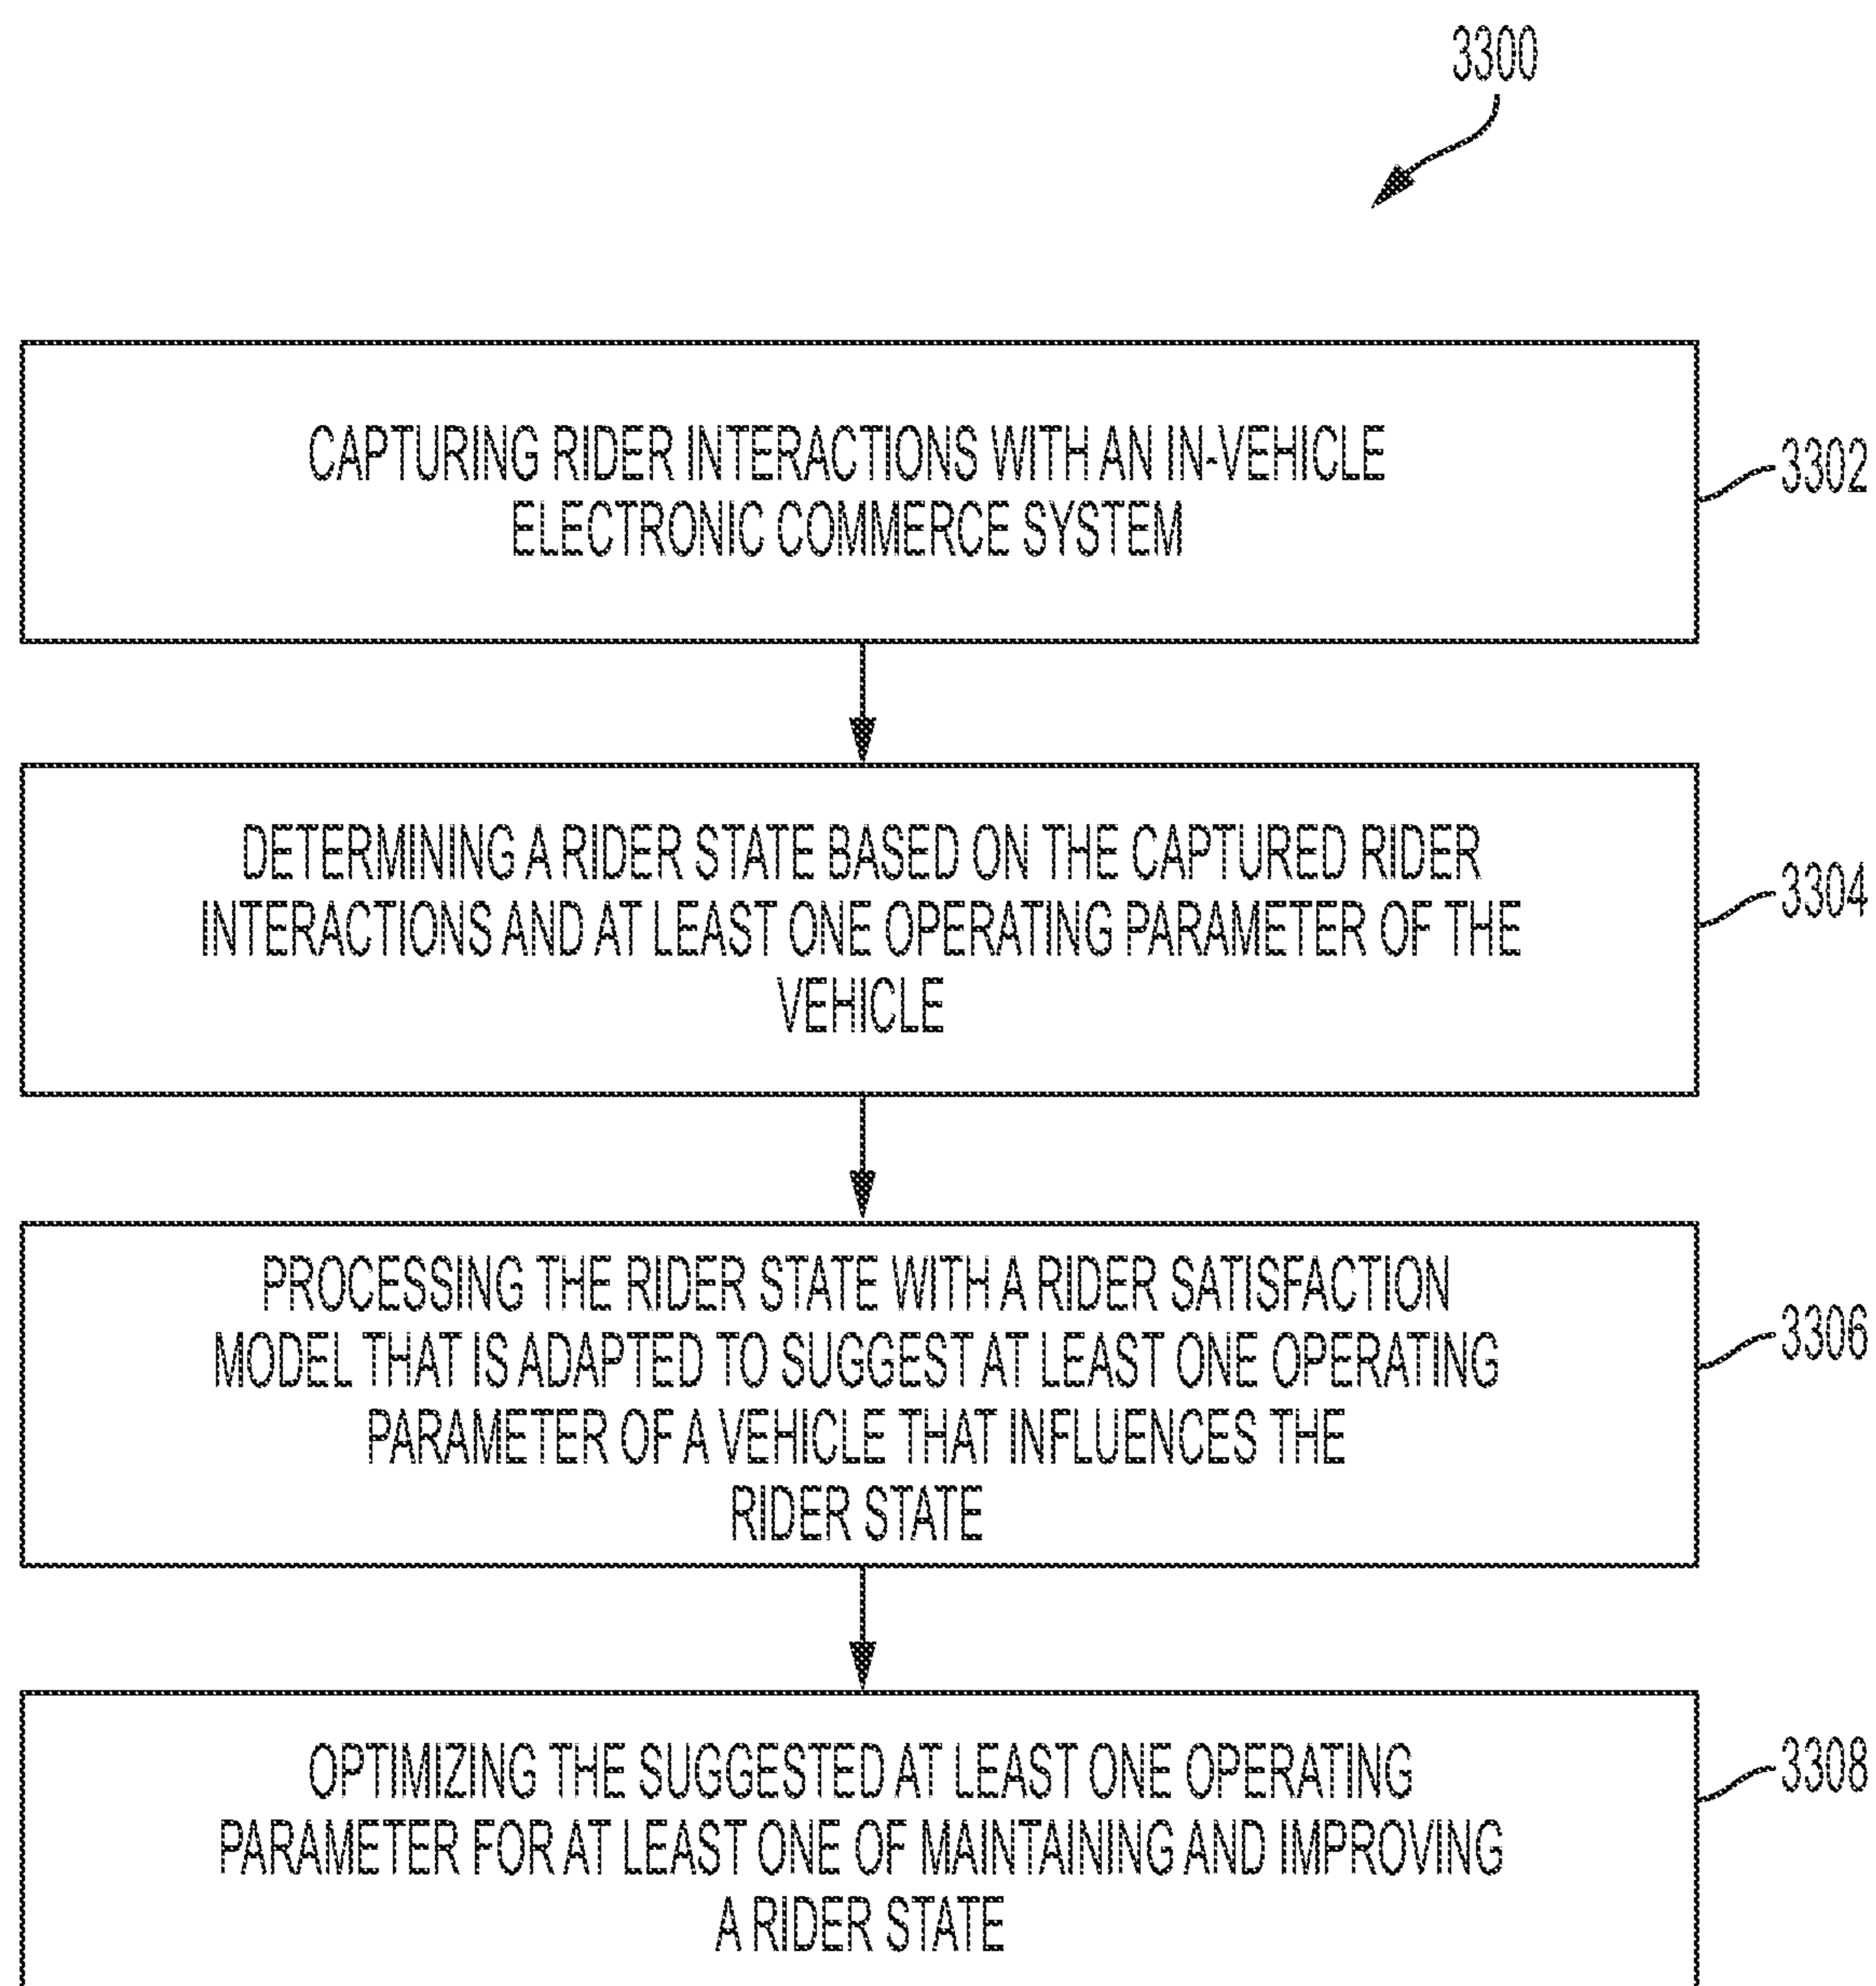 3300
CAPTURING RIDER INTERACTIONS WITH AN IN-VEHICLE
ELECTRONIC COMMERCE SYSTEM
3302
DETERMINING A RIDER STATE BASED ON THE CAPTURED RIDER
INTERACTIONS AND AT LEAST ONE OPERATING PARAMETER OF THE
VEHICLE
3304
PROCESSING THE RIDER STATE WITH A RIDER SATISFACTION
MODEL THAT IS ADAPTED TO SUGGEST AT LEAST ONE OPERATING
PARAMETER OF A VEHICLE THAT INFLUENCES THE
RIDER STATE
3306
OPTIMIZING THE SUGGESTED AT LEAST ONE OPERATING
PARAMETER FOR AT LEAST ONE OF MAINTAINING AND IMPROVING
A RIDER STATE
3308